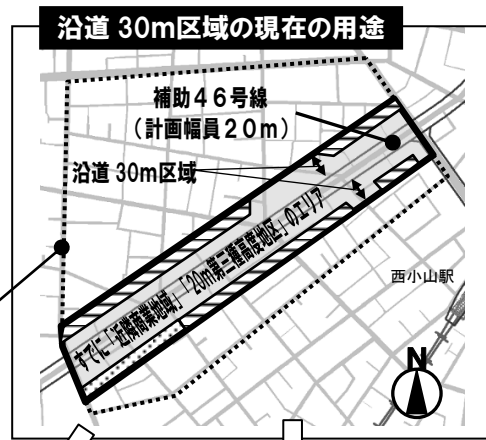 沿道 30m区域の現在の用途
補助４６号線
（計画幅員２０ｍ）
沿道 30m区域
すでに「近隣商業地域」「20m第三種高度地区」のエリア
西小山駅
N